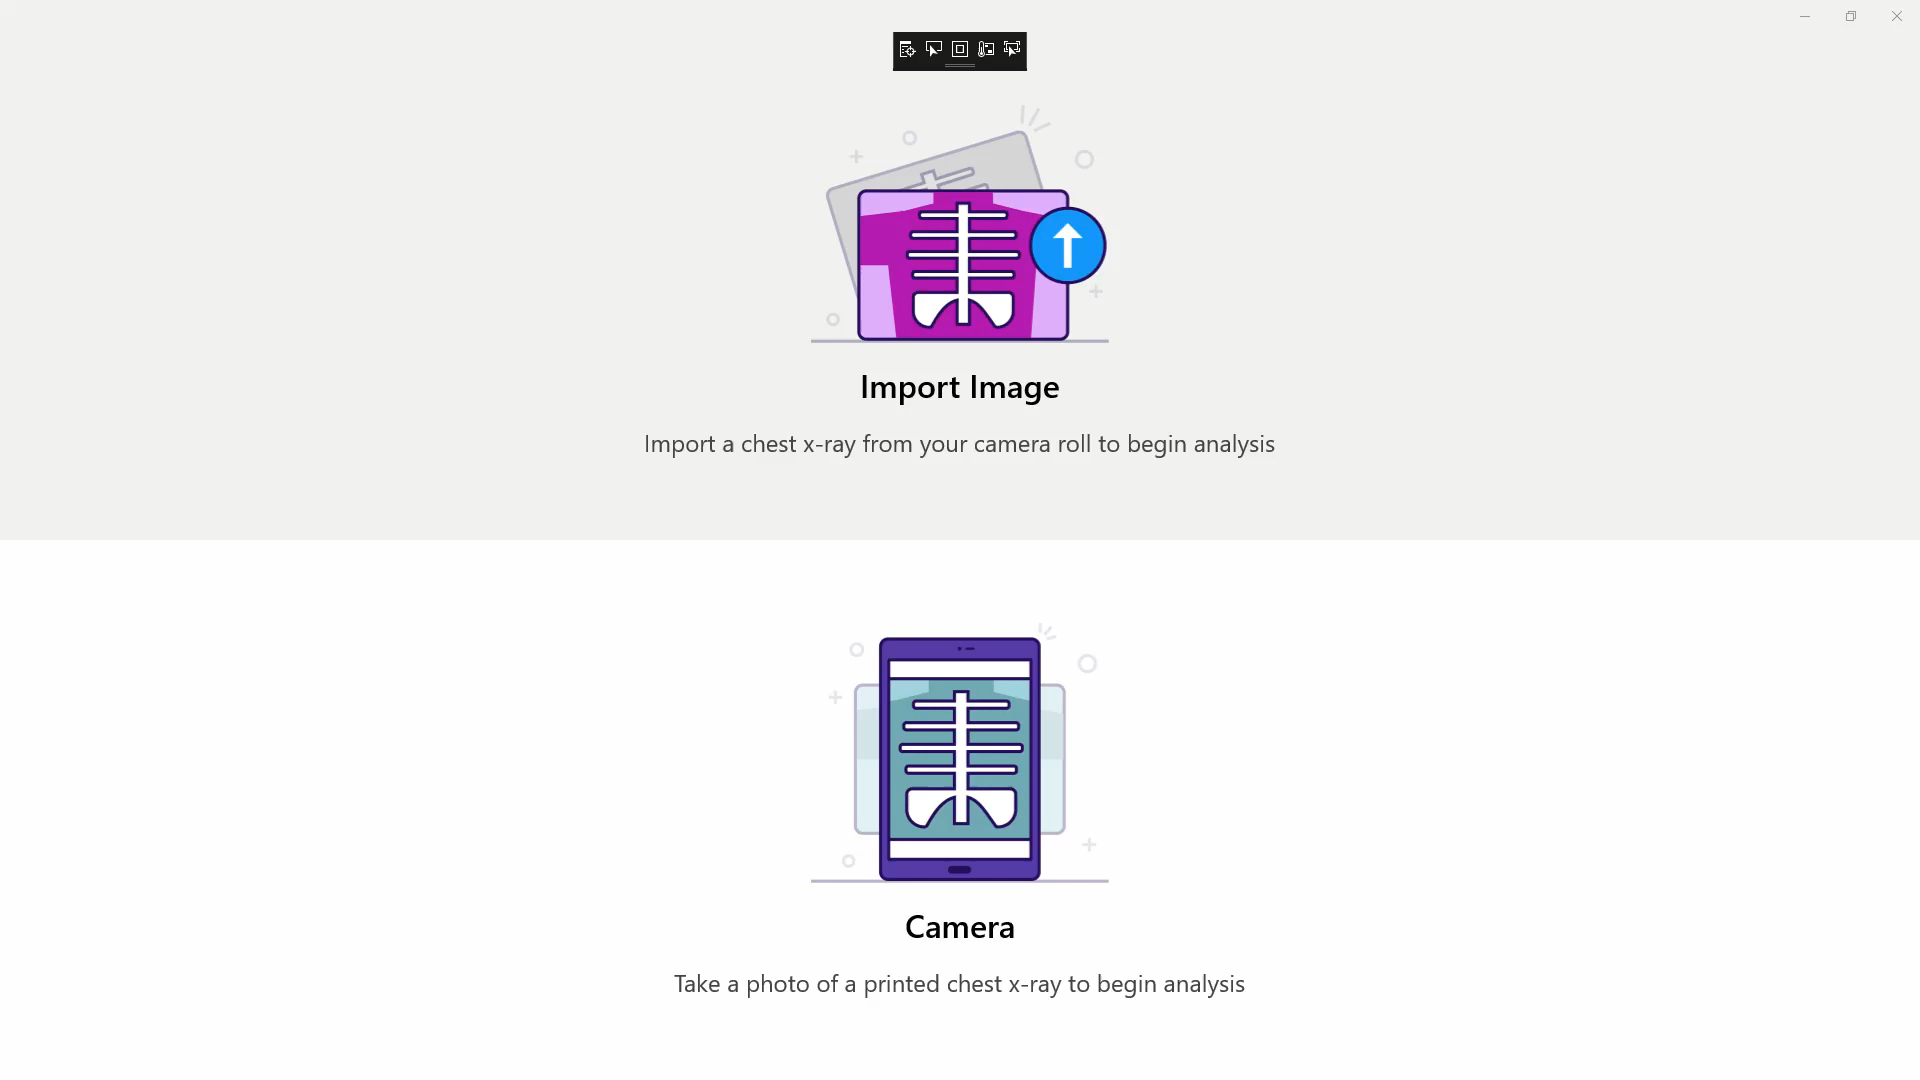 Import Image
Import a chest x-ray from your camera roll to begin analysis
Camera
Take a photo of a printed chest x-ray to begin analysis